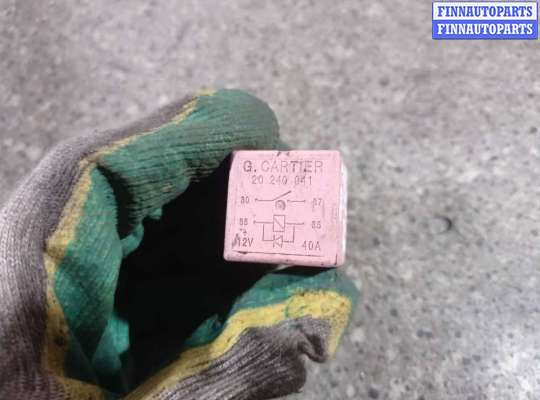 FINNAUTOPARTS
FINNAUTOPARTS
G. CARTIER
20 240 041
30 87
86 85
12V 40A